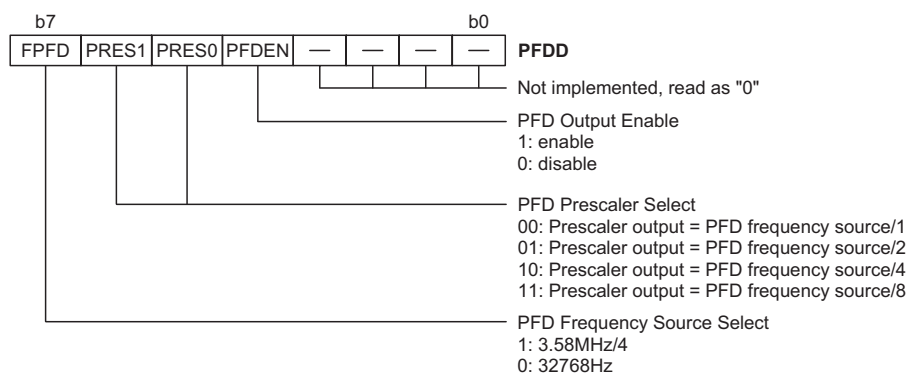 b7 b0
FPFD PRES1 PRES0 PFDEN — — — — PFDD
Not implemented, read as "0"
PFD Output Enable
1: enable
0: disable
PFD Prescaler Select
00: Prescaler output = PFD frequency source/1
01: Prescaler output = PFD frequency source/2
10: Prescaler output = PFD frequency source/4
11: Prescaler output = PFD frequency source/8
PFD Frequency Source Select
1: 3.58MHz/4
0: 32768Hz